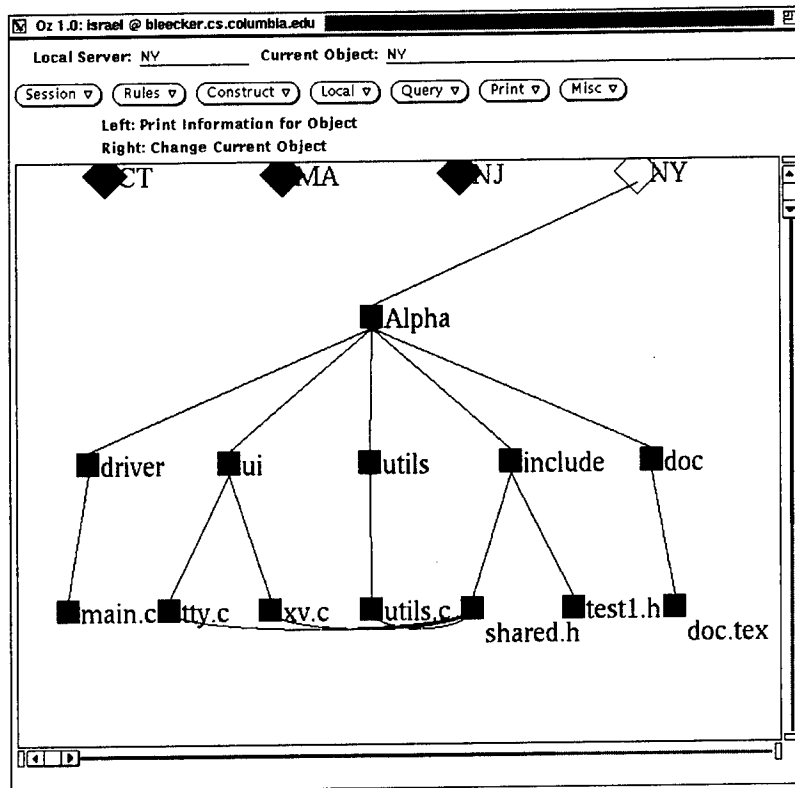 Oz 1.0: israel @ bleecker.cs.columbia.edu
Local Server: NY Current Object: NY
Session Rules Construct Local Query Print Misc
Left: Print Information for Object
Right: Change Current Object
CT MA NJ NY
Alpha
driver ui utils include doc
main.c tty.c xv.c utils.c shared.h test1.h doc.tex